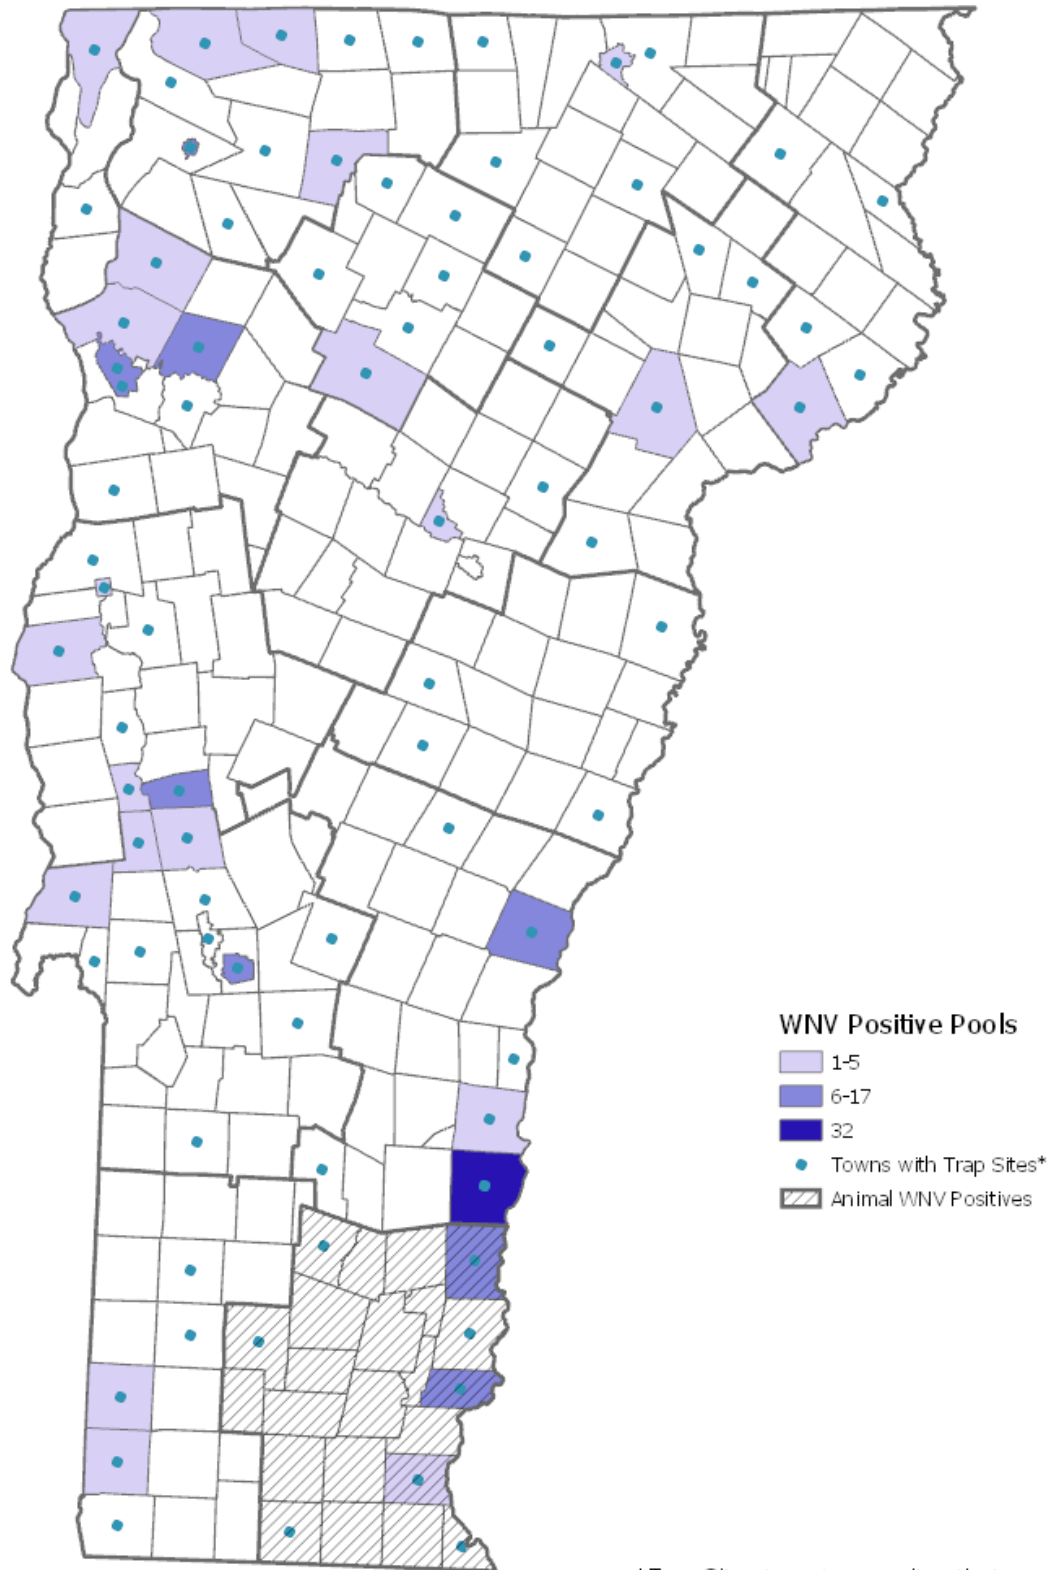 WNV Positive Pools
1-5
6-17
32
Towns with Trap Sites*
Animal WNV Positives